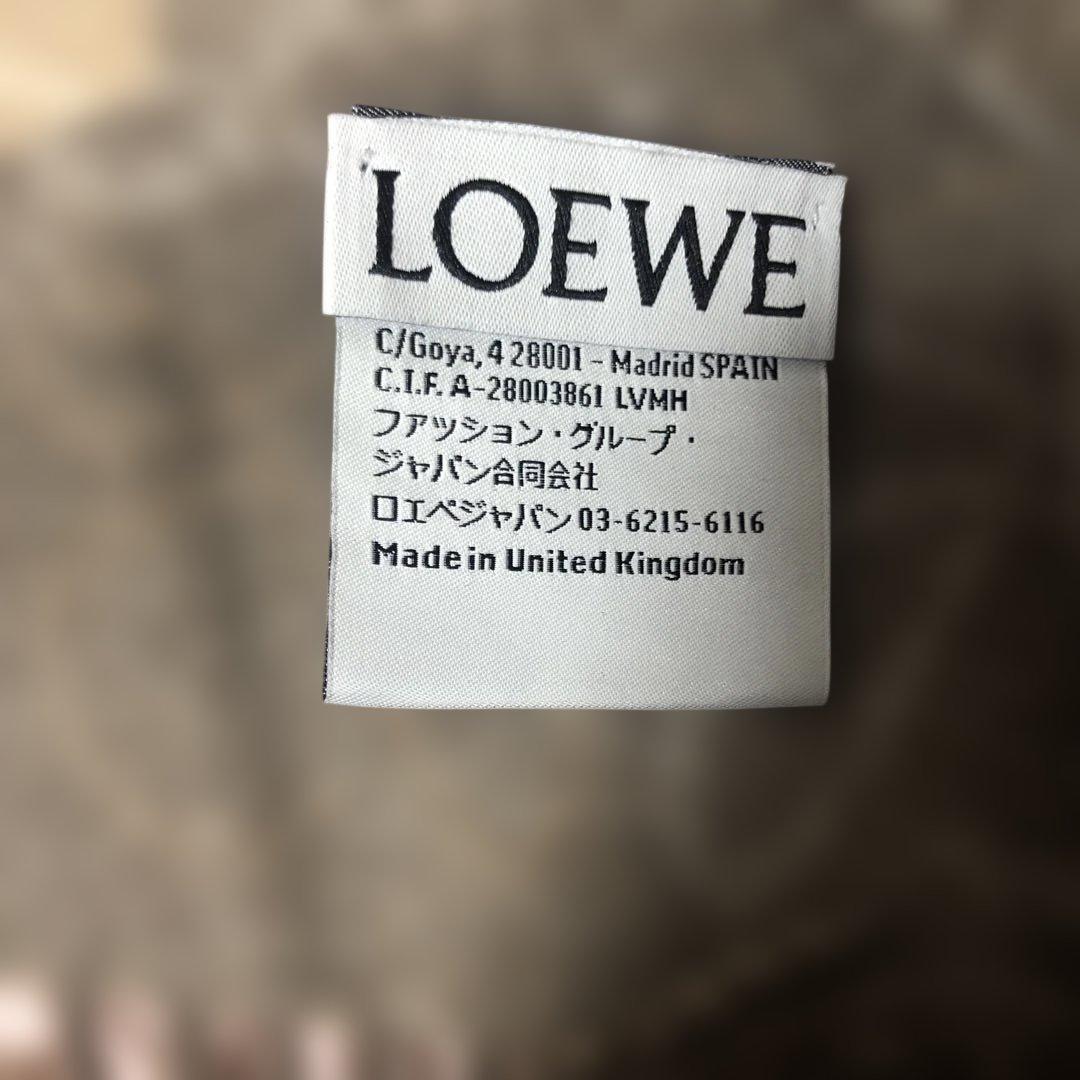 LOEWE
C/Goya, 4 28001 - Madrid SPAIN
C.I.F. A-28003861 LVMH
ファッション・グループ・
ジャパン合同会社
ロエベジャパン 03-6215-6116
Made in United Kingdom